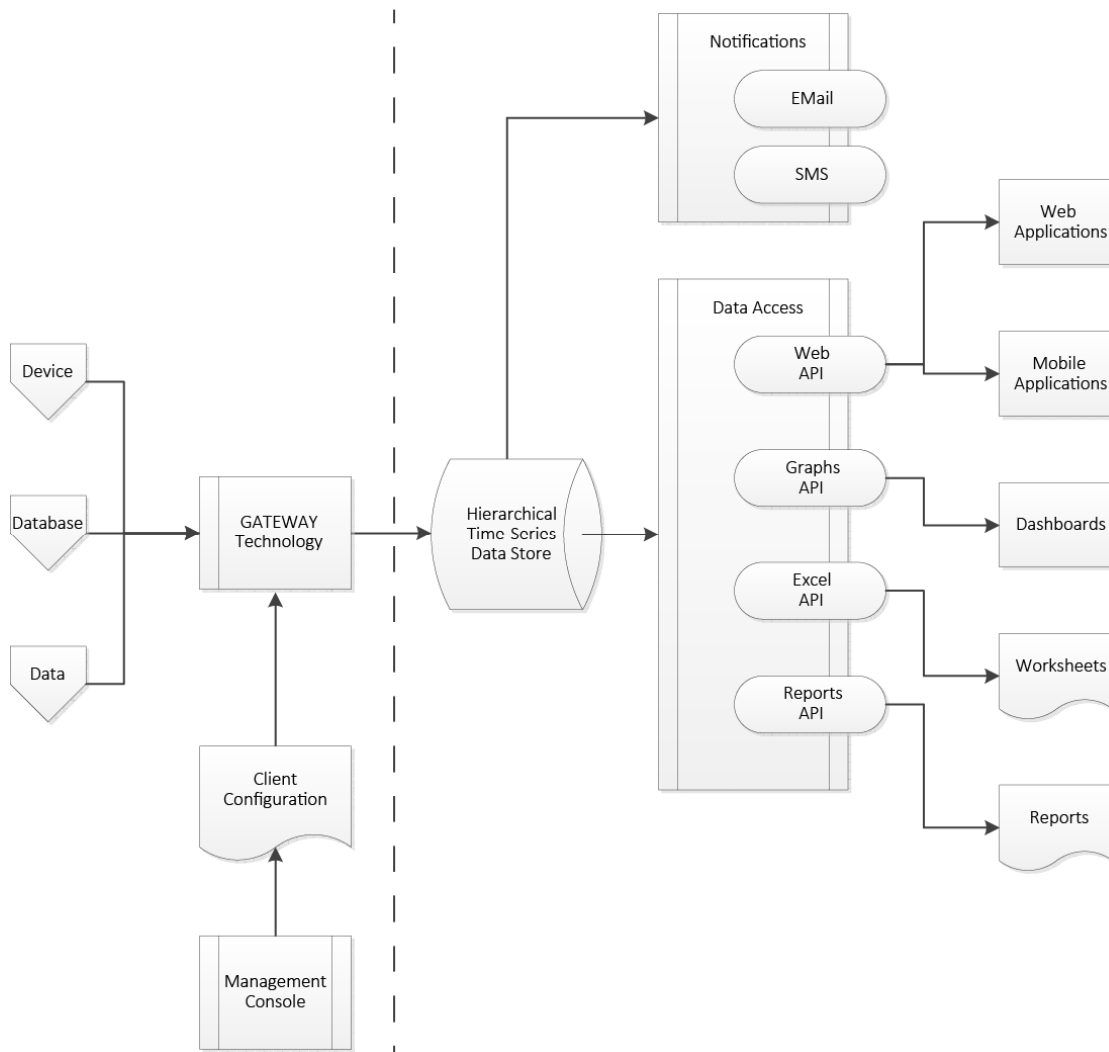 Notifications
EMail
SMS
Web
Applications
Data Access
Web
API
Mobile
Applications
Device
Graphs
API
Database
GATEWAY
Technology
Hierarchical
Time-Series
Data Store
Dashboards
Excel
API
Data
Worksheets
Reports
API
Client
Configuration
Reports
Management
Console